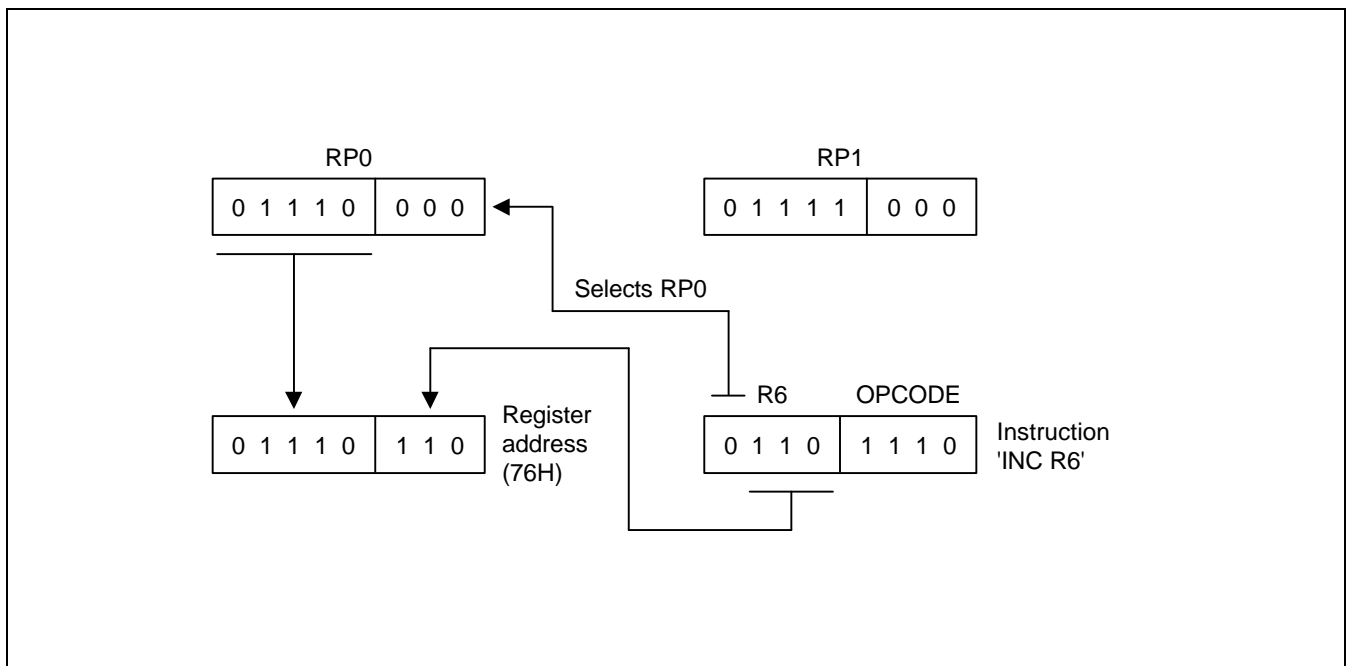 RP0
RP1
0 1 1 1 0 0 0 0
0 1 1 1 1 0 0 0
Selects RP0
R6 OPCODE
0 1 1 1 0 1 1 0
Register
address
(76H)
0 1 1 0 1 1 1 0
Instruction
'INC R6'